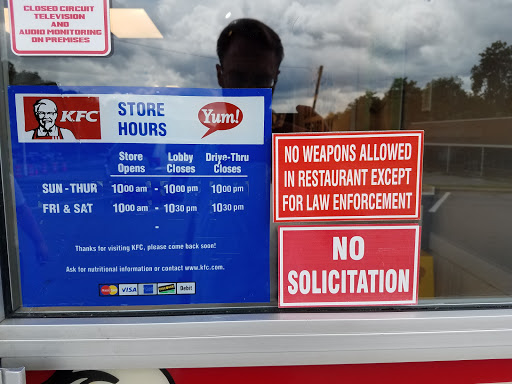 CLOSED CIRCUIT
TELEVISION
AND
AUDIO MONITORING
ON PREMISES
KFC
STORE
HOURS
Yum!
Store Lobby Drive-Thru
Opens Closes Closes
SUN - THUR 10:00 am - 10:00 pm 10:00 pm
FRI & SAT 10:00 am - 10:30 pm 10:30 pm
-
Thanks for visiting KFC, please come back soon!
Ask for nutritional information or contact www.kfc.com.
VISA Debit
NO WEAPONS ALLOWED
IN RESTAURANT EXCEPT
FOR LAW ENFORCEMENT
NO
SOLICITATION